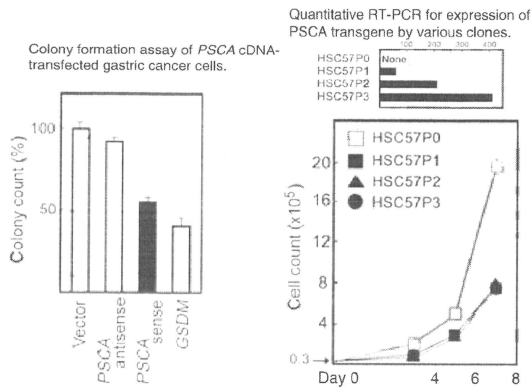 Colony formation assay of PSCA cDNA-
transfected gastric cancer cells.
Colony count (%)
100
50
Vector
PSCA
antisense
PSCA
sense
GSDM
Quantitative RT-PCR for expression of
PSCA transgene by various clones.
100 200 300 400
HSC57P0 None
HSC57P1
HSC57P2
HSC57P3
Cell count (x10⁵)
20
16
12
8
4
0.3→
HSC57P0
HSC57P1
HSC57P2
HSC57P3
Day 0 4 6 8